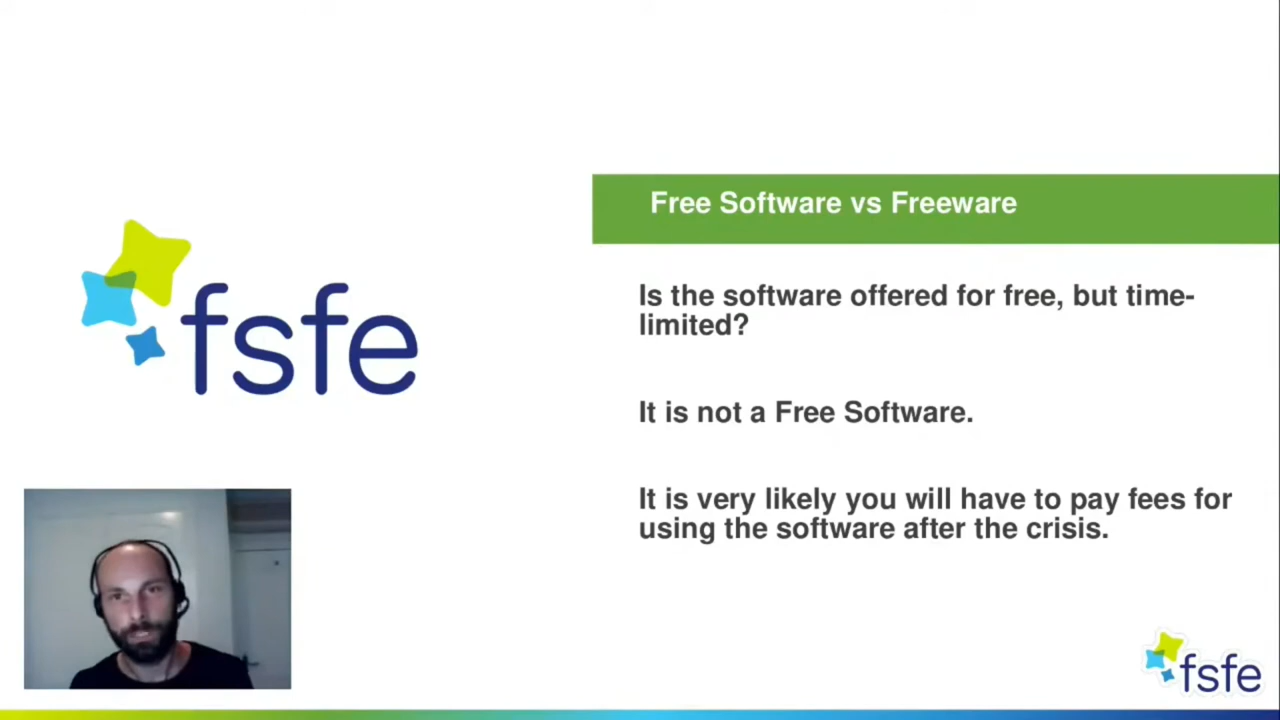 fsfe
Free Software vs Freeware
Is the software offered for free, but time-
limited?
It is not a Free Software.
It is very likely you will have to pay fees for
using the software after the crisis.
fsfe